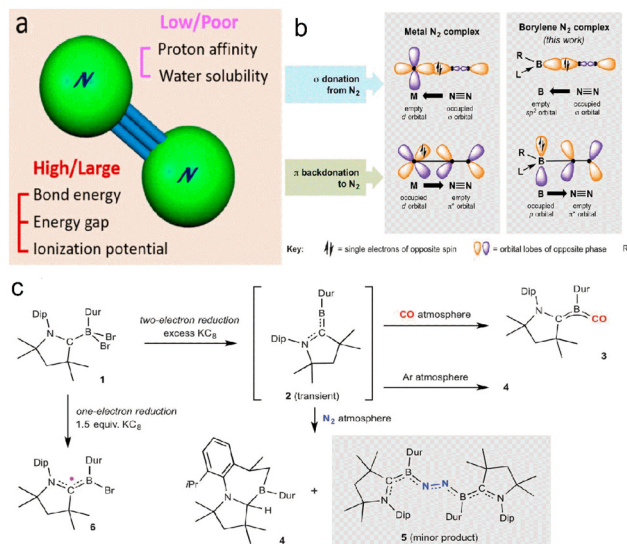 a
Low/Poor
Proton affinity
Water solubility
N
N
High/Large
Bond energy
Energy gap
Ionization potential
b
Metal N2 complex
Borylene N2 complex
(this work)
σ donation
from N2
R
L
B
M
N≡N
empty
d orbital
occupied
σ orbital
B
N≡N
empty
sp2 orbital
occupied
σ orbital
π backdonation
to N2
R
L
B
M
N≡N
occupied
d orbital
empty
π* orbital
B
N≡N
occupied
p orbital
empty
π* orbital
Key:
= single electrons of opposite spin
= orbital lobes of opposite phase
R
c
Dip
Dur
N
C
B
Br
Br
1
two-electron reduction
excess KC8
Dur
B
C
Dip
N
2 (transient)
CO atmosphere
Ar atmosphere
4
Dip
Dur
N
C
B
CO
3
one-electron reduction
1.5 equiv. KC8
N2 atmosphere
Dip
Dur
N
C
B
Br
6
iPr
N
B
Dur
H
4
+
Dur
B
C
N
Dip
N
N
B
Dur
C
N
Dip
5 (minor product)